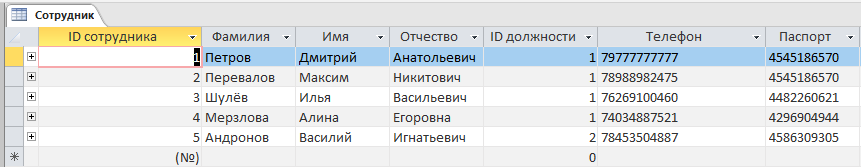 Сотрудник
ID сотрудника Фамилия Имя Отчество ID должности Телефон Паспорт
1 Петров Дмитрий Анатольевич 1 79777777777 4545186570
2 Перевалов Максим Никитович 1 78988982475 4545186570
3 Шулёв Илья Васильевич 1 76269100460 4482260621
4 Мерзлова Алина Егоровна 1 74034887521 4296904944
5 Андронов Василий Игнатьевич 2 78453504887 4586309305
(№) 0